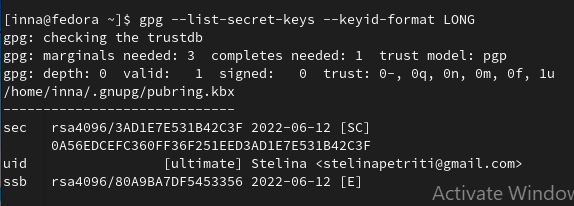 [inna@fedora ~]$ gpg --list-secret-keys --keyid-format LONG
gpg: checking the trustdb
gpg: marginals needed: 3  completes needed: 1  trust model: pgp
gpg: depth: 0  valid:   1  signed:   0  trust: 0-, 0q, 0n, 0m, 0f, 1u
/home/inna/.gnupg/pubring.kbx
-----------------------------
sec   rsa4096/3AD1E7E531B42C3F 2022-06-12 [SC]
      0A56EDCEFC360FF36F251EED3AD1E7E531B42C3F
uid                 [ultimate] Stelina <stelinapetriti@gmail.com>
ssb   rsa4096/80A9BA7DF5453356 2022-06-12 [E]
Activate Window